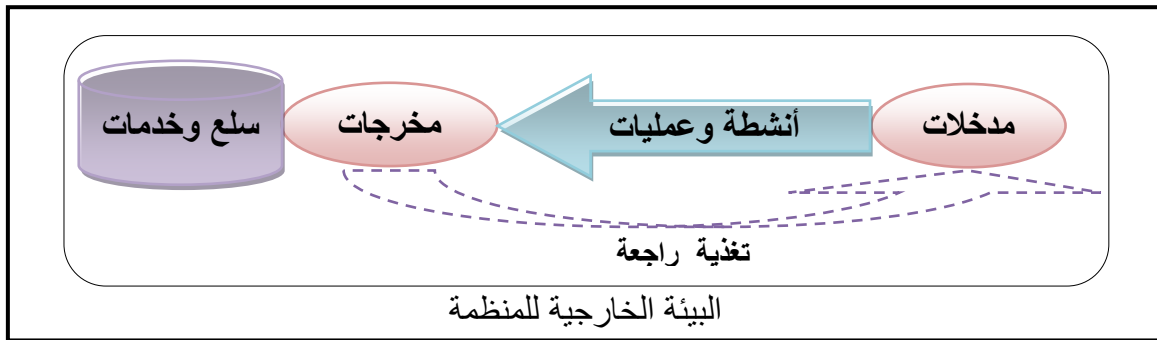 مدخلات
أنشطة وعمليات
مخرجات
سلع وخدمات
تغذية راجعة
البيئة الخارجية للمنظمة